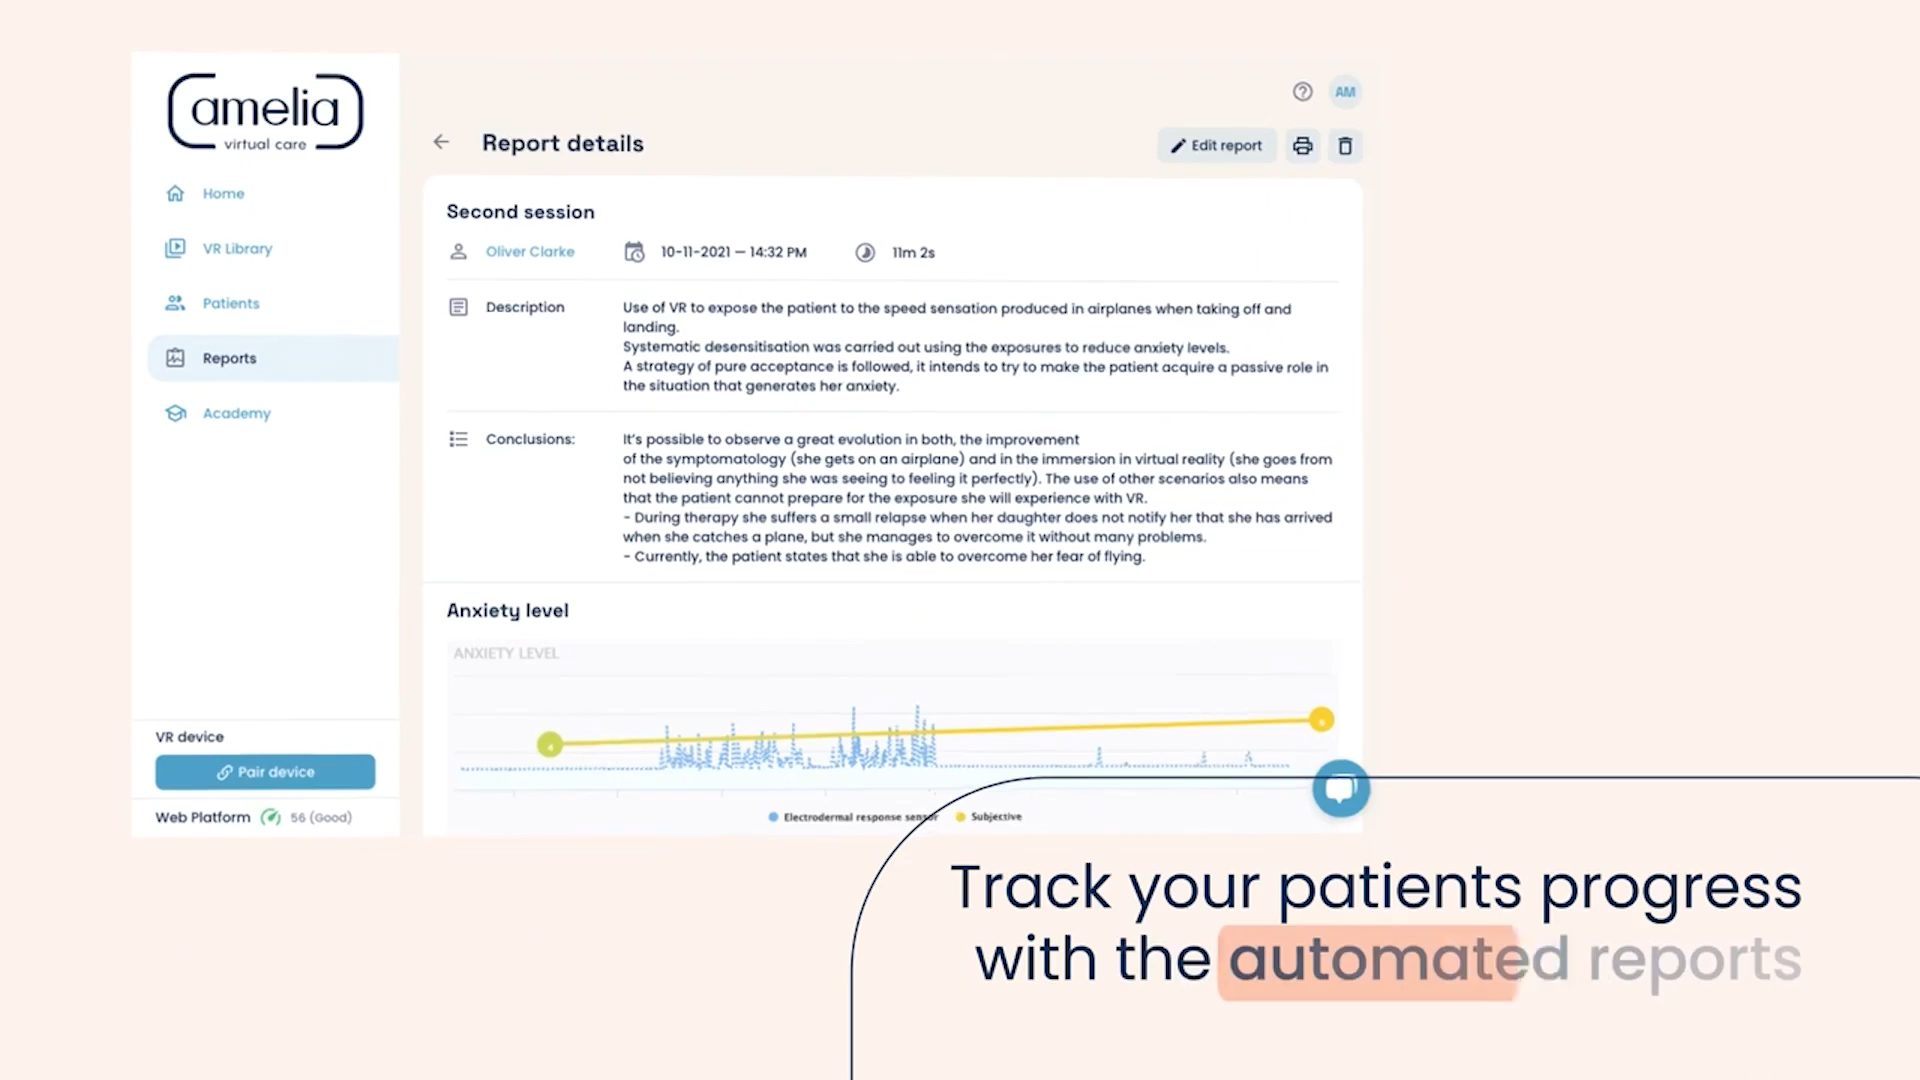 amelia
virtual care
AM
Report details
Edit report
Home
VR Library
Patients
Reports
Academy
Second session
Oliver Clarke
10-11-2021 — 14:32 PM
11m 2s
Description
Use of VR to expose the patient to the speed sensation produced in airplanes when taking off and
landing.
Systematic desensitisation was carried out using the exposures to reduce anxiety levels.
A strategy of pure acceptance is followed, it intends to try to make the patient acquire a passive role in
the situation that generates her anxiety.
Conclusions:
It's possible to observe a great evolution in both, the improvement
of the symptomatology (she gets on an airplane) and in the immersion in virtual reality (she goes from
not believing anything she was seeing to feeling it perfectly). The use of other scenarios also means
that the patient cannot prepare for the exposure she will experience with VR.
- During therapy she suffers a small relapse when her daughter does not notify her that she has arrived
when she catches a plane, but she manages to overcome it without many problems.
- Currently, the patient states that she is able to overcome her fear of flying.
Anxiety level
ANXIETY LEVEL
Electrodermal response sensor
Subjective
VR device
Pair device
Web Platform
56 (Good)
Track your patients progress
with the automated reports